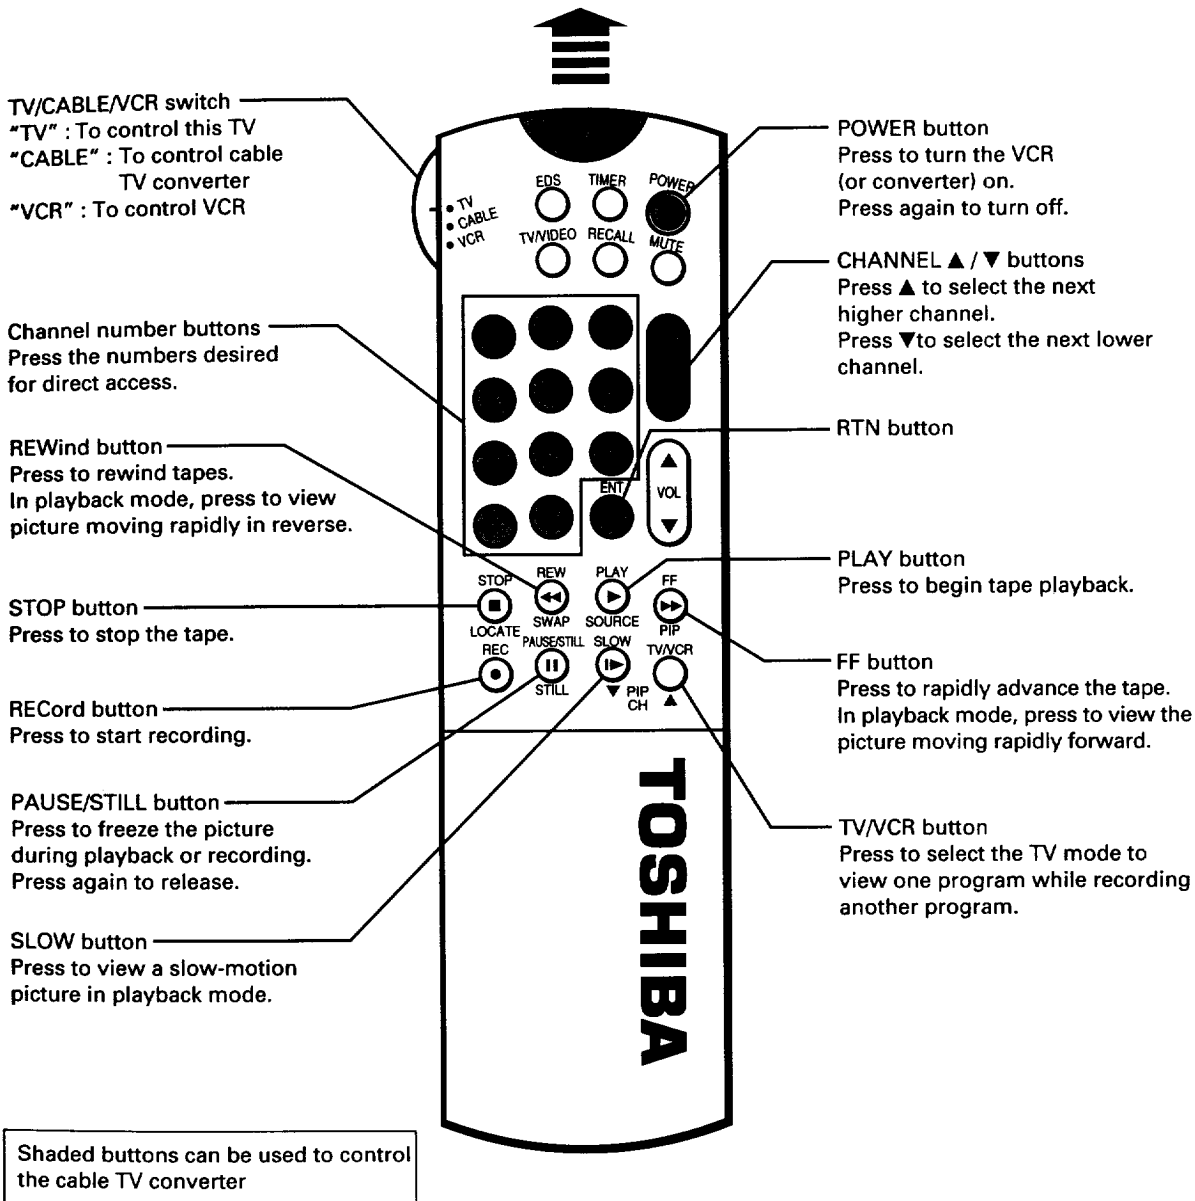 TV/CABLE/VCR switch
"TV" : To control this TV
"CABLE" : To control cable
TV converter
"VCR" : To control VCR
Channel number buttons
Press the numbers desired
for direct access.
REWind button
Press to rewind tapes.
In playback mode, press to view
picture moving rapidly in reverse.
STOP button
Press to stop the tape.
RECord button
Press to start recording.
PAUSE/STILL button
Press to freeze the picture
during playback or recording.
Press again to release.
SLOW button
Press to view a slow-motion
picture in playback mode.
Shaded buttons can be used to control
the cable TV converter
• TV
• CABLE
• VCR
EDS TIMER POWER
TV/VIDEO RECALL MUTE
ENT
▲
VOL
▼
STOP REW PLAY FF
LOCATE SWAP SOURCE PIP
REC PAUSE/STILL SLOW TV/VCR
STILL ▼ PIP ▲
CH
TOSHIBA
POWER button
Press to turn the VCR
(or converter) on.
Press again to turn off.
CHANNEL ▲ / ▼ buttons
Press ▲ to select the next
higher channel.
Press ▼to select the next lower
channel.
RTN button
PLAY button
Press to begin tape playback.
FF button
Press to rapidly advance the tape.
In playback mode, press to view the
picture moving rapidly forward.
TV/VCR button
Press to select the TV mode to
view one program while recording
another program.